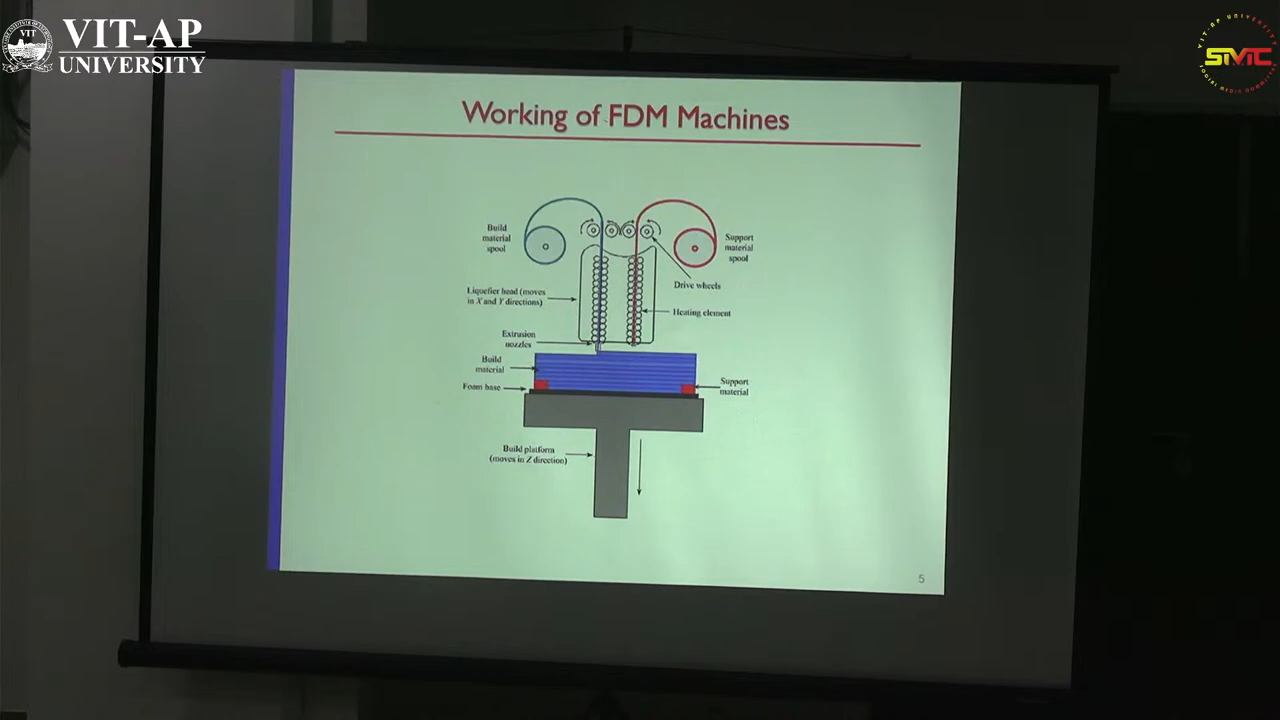 VIT-AP
UNIVERSITY
VIT
SMC
Working of FDM Machines
Build
material
spool
Support
material
spool
Drive wheels
Liquefier head (moves
in X and Y directions)
Heating element
Extrusion
nozzles
Build
material
Foam base
Support
material
Build platform
(moves in Z direction)
5